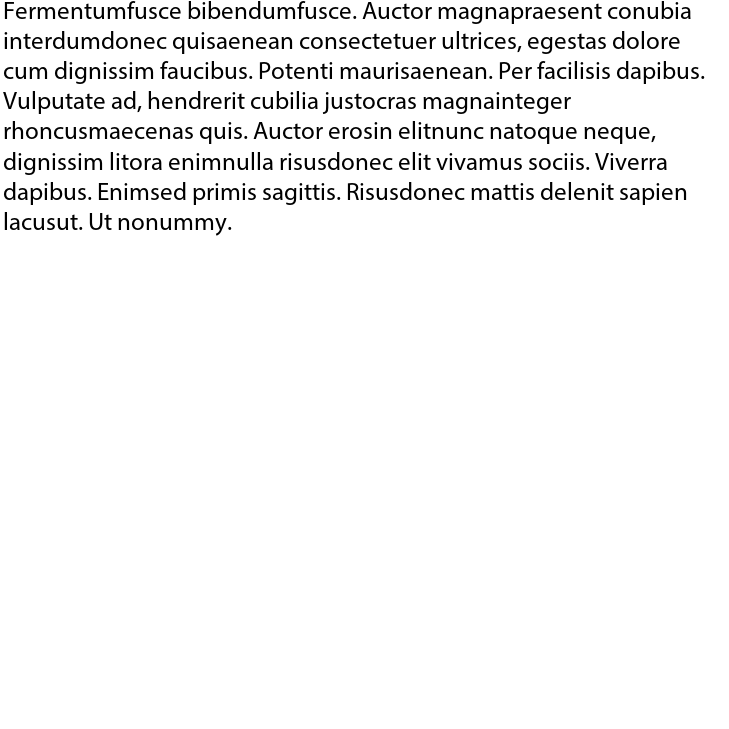 Fermentumfusce bibendumfusce. Auctor magnapraesent conubia
interdumdonec quisaenean consectetuer ultrices, egestas dolore
cum dignissim faucibus. Potenti maurisaenean. Per facilisis dapibus.
Vulputate ad, hendrerit cubilia justocras magnainteger
rhoncusmaecenas quis. Auctor erosin elitnunc natoque neque,
dignissim litora enimnulla risusdonec elit vivamus sociis. Viverra
dapibus. Enimsed primis sagittis. Risusdonec mattis delenit sapien
lacusut. Ut nonummy.